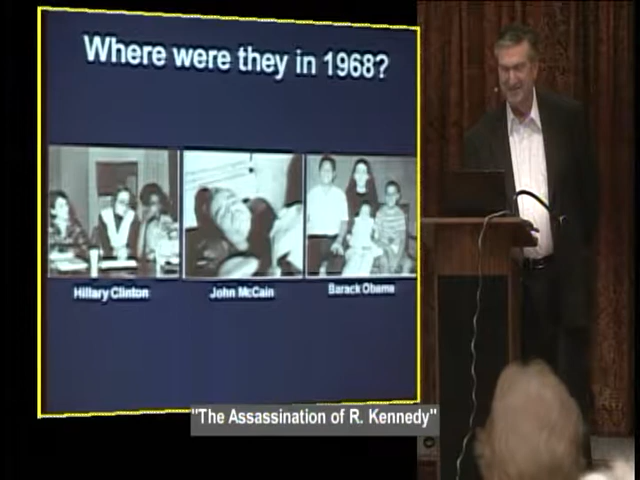 Where were they in 1968?
Hillary Clinton
John McCain
Barack Obama
"The Assassination of R. Kennedy"